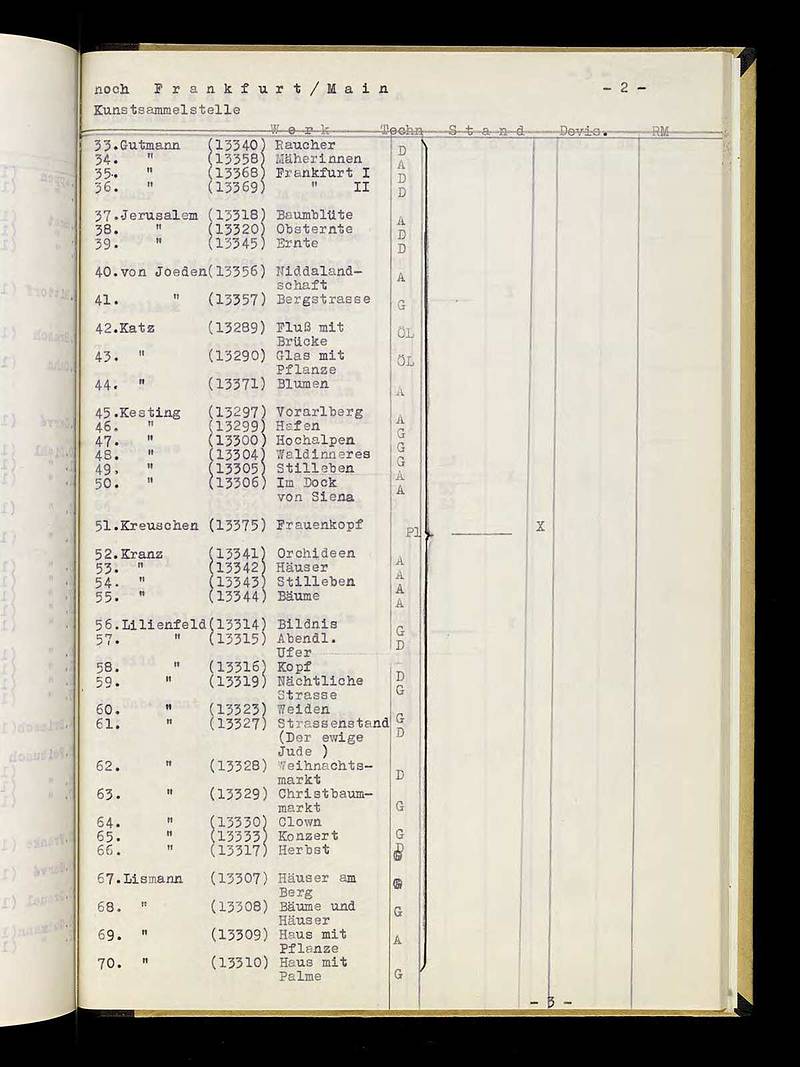 noch Frankfurt/Main - 2 -
Kunstsammelstelle
Werk Techn Stand Devis. RM
33.Gutmann (13340) Raucher D
34. " (13358) Mäherinnen A
35. " (13368) Frankfurt I D
36. " (13369) " II D
37.Jerusalem (13318) Baumblüte A
38. " (13320) Obsternte D
39. " (13345) Ernte D
40.von Joeden(13356) Niddaland- A
schaft
41. " (13357) Bergstrasse G
42.Katz (13289) Fluß mit ÖL
Brücke
43. " (13290) Glas mit ÖL
Pflanze
44. " (13371) Blumen A
45.Kesting (13297) Vorarlberg A
46. " (13299) Hafen G
47. " (13300) Hochalpen G
48. " (13304) Waldinneres G
49. " (13305) Stilleben A
50. " (13306) Im Dock A
von Siena
51.Kreuschen (13375) Frauenkopf Pl X
52.Kranz (13341) Orchideen A
53. " (13342) Häuser A
54. " (13343) Stilleben A
55. " (13344) Bäume A
56.Lilienfeld(13314) Bildnis G
57. " (13315) Abendl. D
Ufer
58. " (13316) Kopf D
59. " (13319) Nächtliche G
Strasse
60. " (13323) Weiden G
61. " (13327) Strassenstand D
(Der ewige
Jude )
62. " (13328) Weihnachts- D
markt
63. " (13329) Christbaum- G
markt
64. " (13330) Clown G
65. " (13333) Konzert D
66. " (13317) Herbst
67.Lismann (13307) Häuser am
Berg
68. " (13308) Bäume und G
Häuser
69. " (13309) Haus mit A
Pflanze
70. " (13310) Haus mit G
Palme
- 3 -